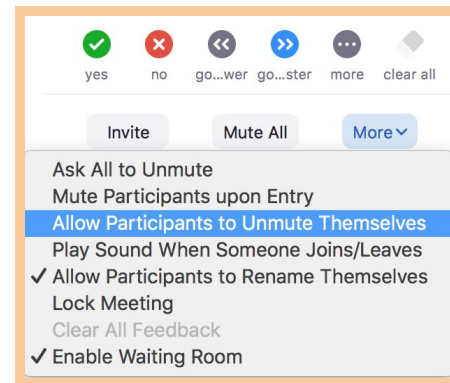 yes no go...wer go...ster more clear all
Invite Mute All More
Ask All to Unmute
Mute Participants upon Entry
Allow Participants to Unmute Themselves
Play Sound When Someone Joins/Leaves
✓ Allow Participants to Rename Themselves
Lock Meeting
Clear All Feedback
✓ Enable Waiting Room